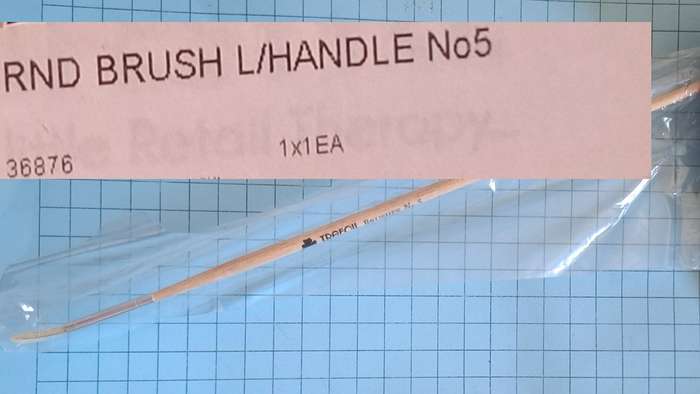 RND BRUSH L/HANDLE No5
36876 1x1EA
TREFOIL